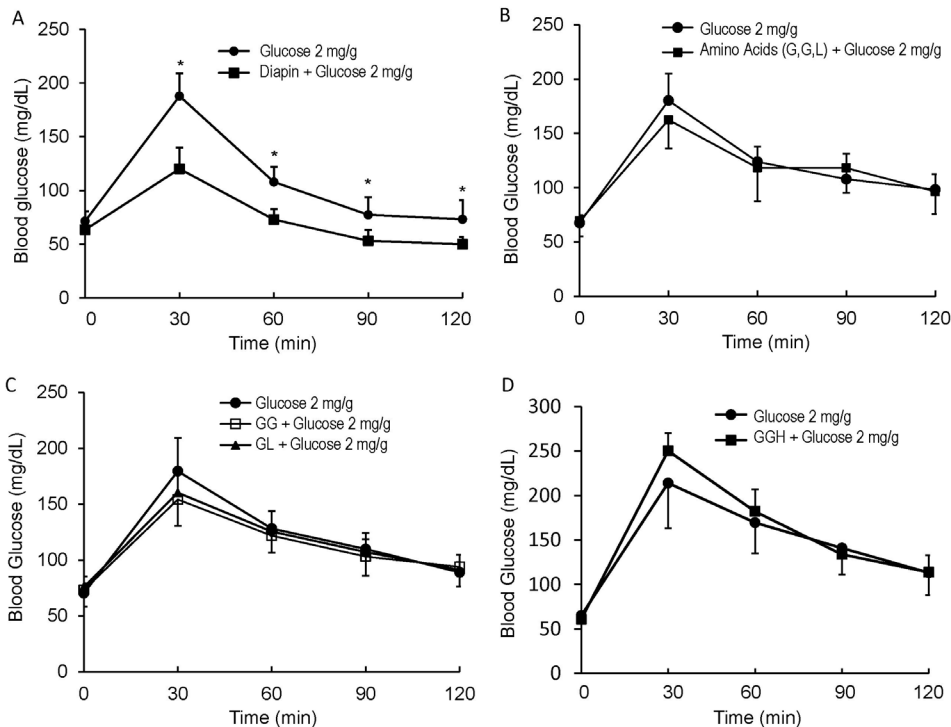 A
Blood glucose (mg/dL)
250
200
150
100
50
0
Glucose 2 mg/g
Diapin + Glucose 2 mg/g
*
*
*
*
0 30 60 90 120
Time (min)
B
Blood Glucose (mg/dL)
250
200
150
100
50
0
Glucose 2 mg/g
Amino Acids (G,G,L) + Glucose 2 mg/g
0 30 60 90 120
Time (min)
C
Blood Glucose (mg/dL)
250
200
150
100
50
0
Glucose 2 mg/g
GG + Glucose 2 mg/g
GL + Glucose 2 mg/g
0 30 60 90 120
Time (min)
D
Blood Glucose (mg/dL)
300
250
200
150
100
50
0
Glucose 2 mg/g
GGH + Glucose 2 mg/g
0 30 60 90 120
Time (min)